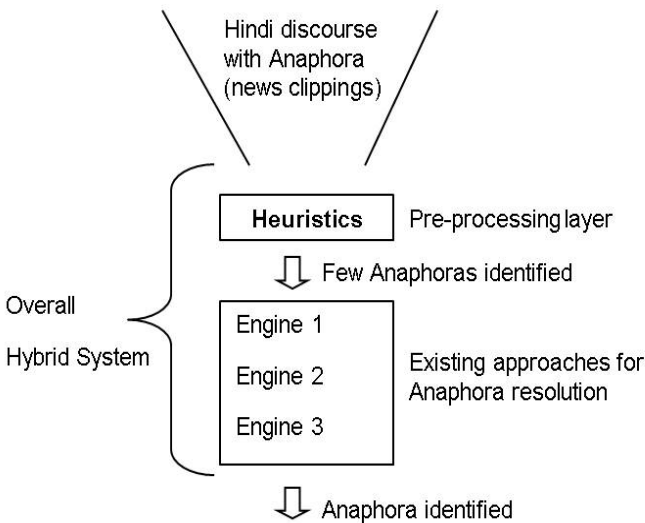 Hindi discourse
with Anaphora
(news clippings)
Heuristics
Pre-processing layer
Few Anaphoras identified
Overall
Hybrid System
Engine 1
Engine 2
Engine 3
Existing approaches for
Anaphora resolution
Anaphora identified